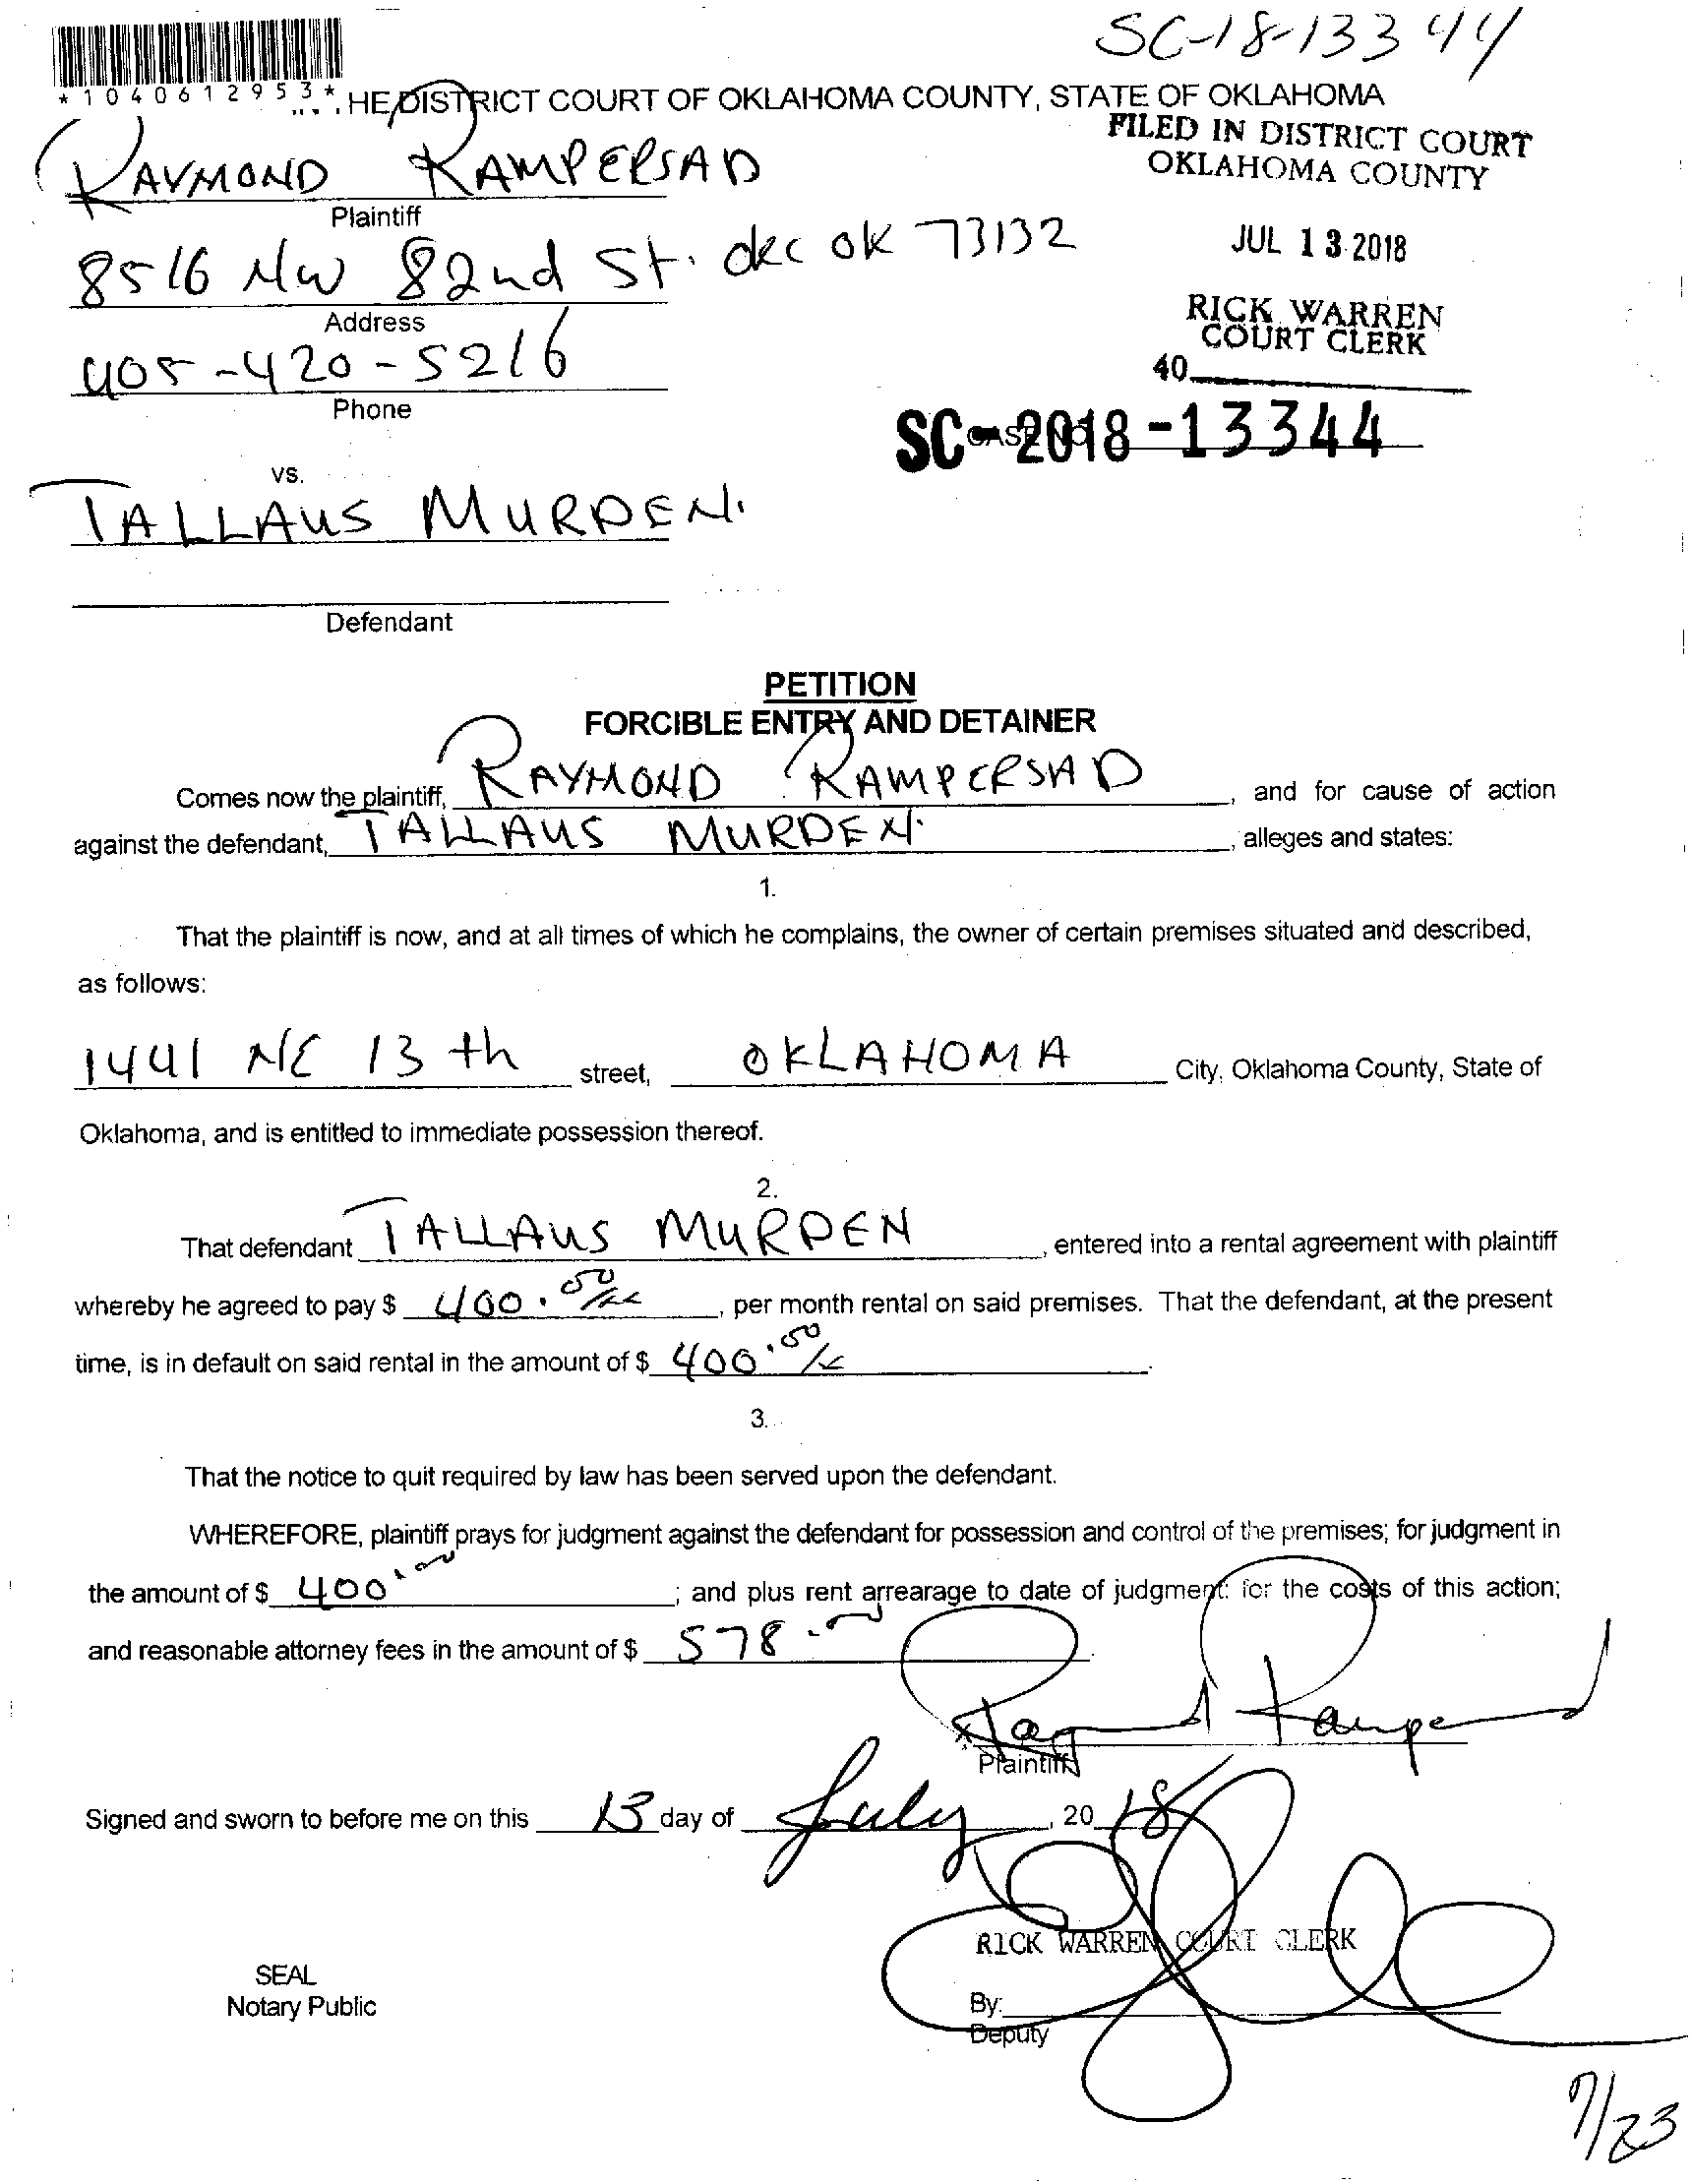 SC-18-13344
*1040612953*
HE DISTRICT COURT OF OKLAHOMA COUNTY, STATE OF OKLAHOMA
FILED IN DISTRICT COURT
OKLAHOMA COUNTY
RAYMOND RAMPERSAD
Plaintiff
JUL 13 2018
8516 NW 82nd St. okc ok 73132
Address
RICK WARREN
COURT CLERK
40
405-420-5216
Phone
SC-2018-13344
CASE NO.
vs.
TALLAUS MURDEN.
Defendant
PETITION
FORCIBLE ENTRY AND DETAINER
Comes now the plaintiff, RAYMOND RAMPERSAD, and for cause of action
against the defendant, TALLAUS MURDEN., alleges and states:
1.
That the plaintiff is now, and at all times of which he complains, the owner of certain premises situated and described,
as follows:
1441 NE 13th street, OKLAHOMA City, Oklahoma County, State of
Oklahoma, and is entitled to immediate possession thereof.
2.
That defendant TALLAUS MURDEN, entered into a rental agreement with plaintiff
whereby he agreed to pay $ 400.00, per month rental on said premises. That the defendant, at the present
time, is in default on said rental in the amount of $ 400.00.
3.
That the notice to quit required by law has been served upon the defendant.
WHEREFORE, plaintiff prays for judgment against the defendant for possession and control of the premises; for judgment in
the amount of $ 400.00; and plus rent arrearage to date of judgment: for the costs of this action;
and reasonable attorney fees in the amount of $ 578.00.
Raymond Rampersad
Plaintiff
Signed and sworn to before me on this 13 day of July, 2018
RICK WARREN COURT CLERK
SEAL
Notary Public
By:
Deputy
7/23